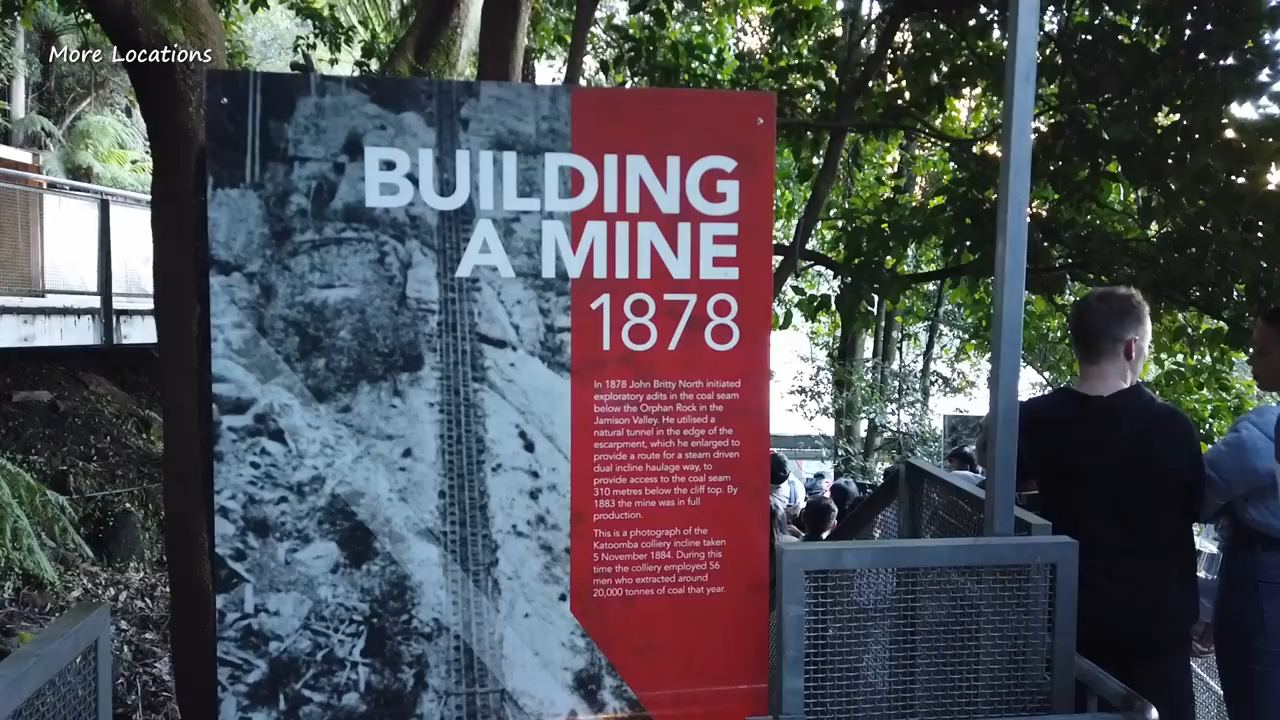 More Locations
BUILDING
A MINE
1878
In 1878 John Britty North initiated
exploratory adits in the coal seam
below the Orphan Rock in the
Jamison Valley. He utilised a
natural tunnel in the edge of the
escarpment, which he enlarged to
provide a route for a steam driven
dual incline haulage way, to
provide access to the coal seam
310 metres below the cliff top. By
1883 the mine was in full
production.
This is a photograph of the
Katoomba colliery incline taken
5 November 1884. During this
time the colliery employed 56
men who extracted around
20,000 tonnes of coal that year.